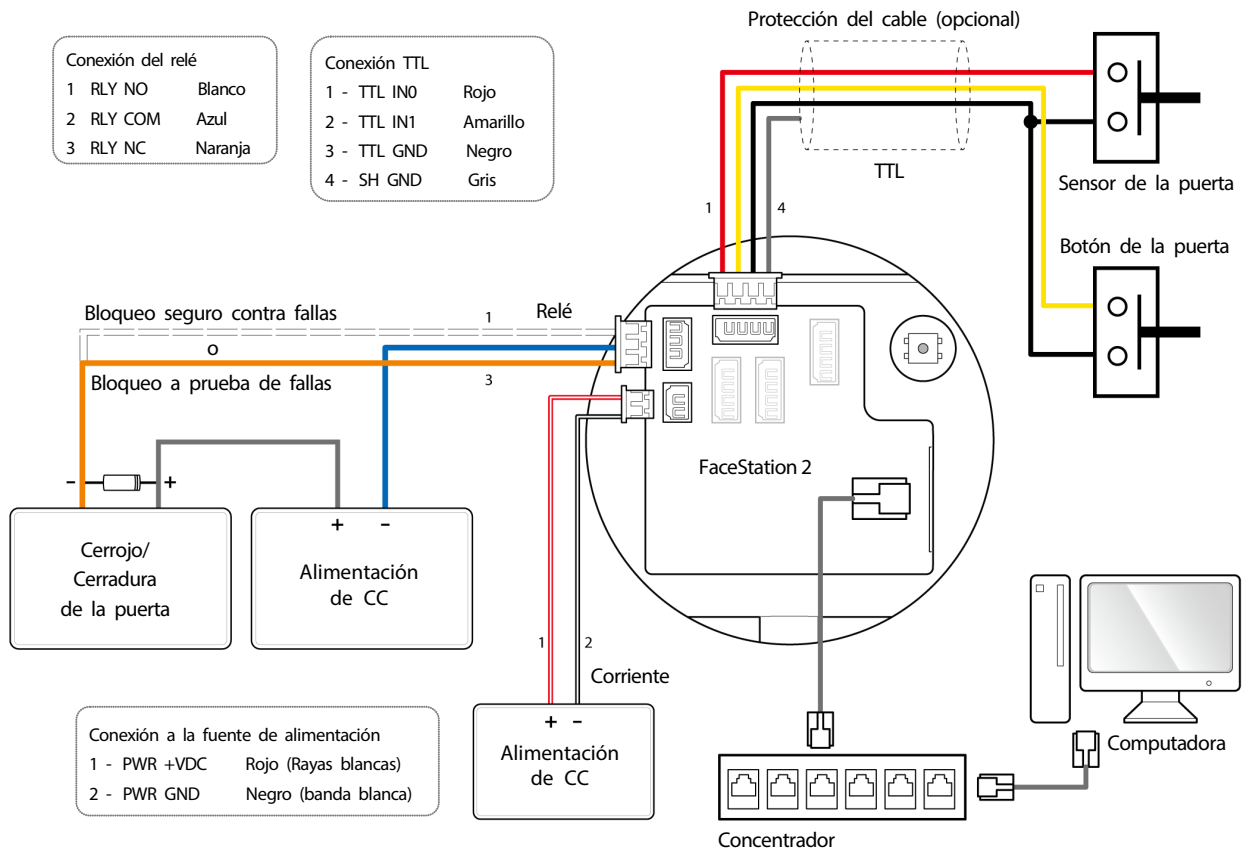 Protección del cable (opcional)
Conexión del relé
1 RLY NO Blanco
2 RLY COM Azul
3 RLY NC Naranja
Conexión TTL
1 - TTL IN0 Rojo
2 - TTL IN1 Amarillo
3 - TTL GND Negro
4 - SH GND Gris
TTL
Sensor de la puerta
1
4
Botón de la puerta
Bloqueo seguro contra fallas
1
Relé
o
Bloqueo a prueba de fallas
3
FaceStation 2
- +
+ -
Cerrojo/
Cerradura
de la puerta
Alimentación
de CC
1
2
Corriente
+ -
Alimentación
de CC
Conexión a la fuente de alimentación
1 - PWR +VDC Rojo (Rayas blancas)
2 - PWR GND Negro (banda blanca)
Computadora
Concentrador